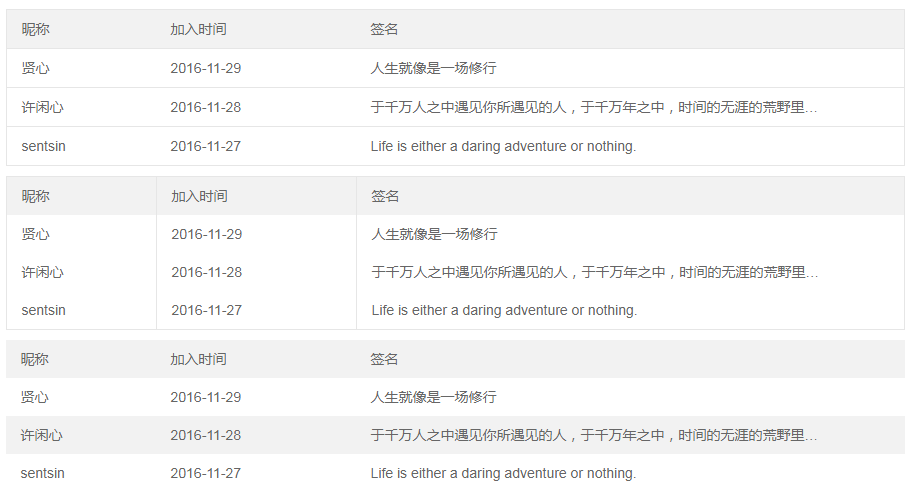 昵称 加入时间 签名
贤心 2016-11-29 人生就像是一场修行
许闲心 2016-11-28 于千万人之中遇见你所遇见的人，于千万年之中，时间的无涯的荒野里…
sentsin 2016-11-27 Life is either a daring adventure or nothing.
昵称 加入时间 签名
贤心 2016-11-29 人生就像是一场修行
许闲心 2016-11-28 于千万人之中遇见你所遇见的人，于千万年之中，时间的无涯的荒野里…
sentsin 2016-11-27 Life is either a daring adventure or nothing.
昵称 加入时间 签名
贤心 2016-11-29 人生就像是一场修行
许闲心 2016-11-28 于千万人之中遇见你所遇见的人，于千万年之中，时间的无涯的荒野里…
sentsin 2016-11-27 Life is either a daring adventure or nothing.